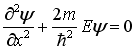 ∂²ψ/∂x² + 2m/ħ² Eψ = 0